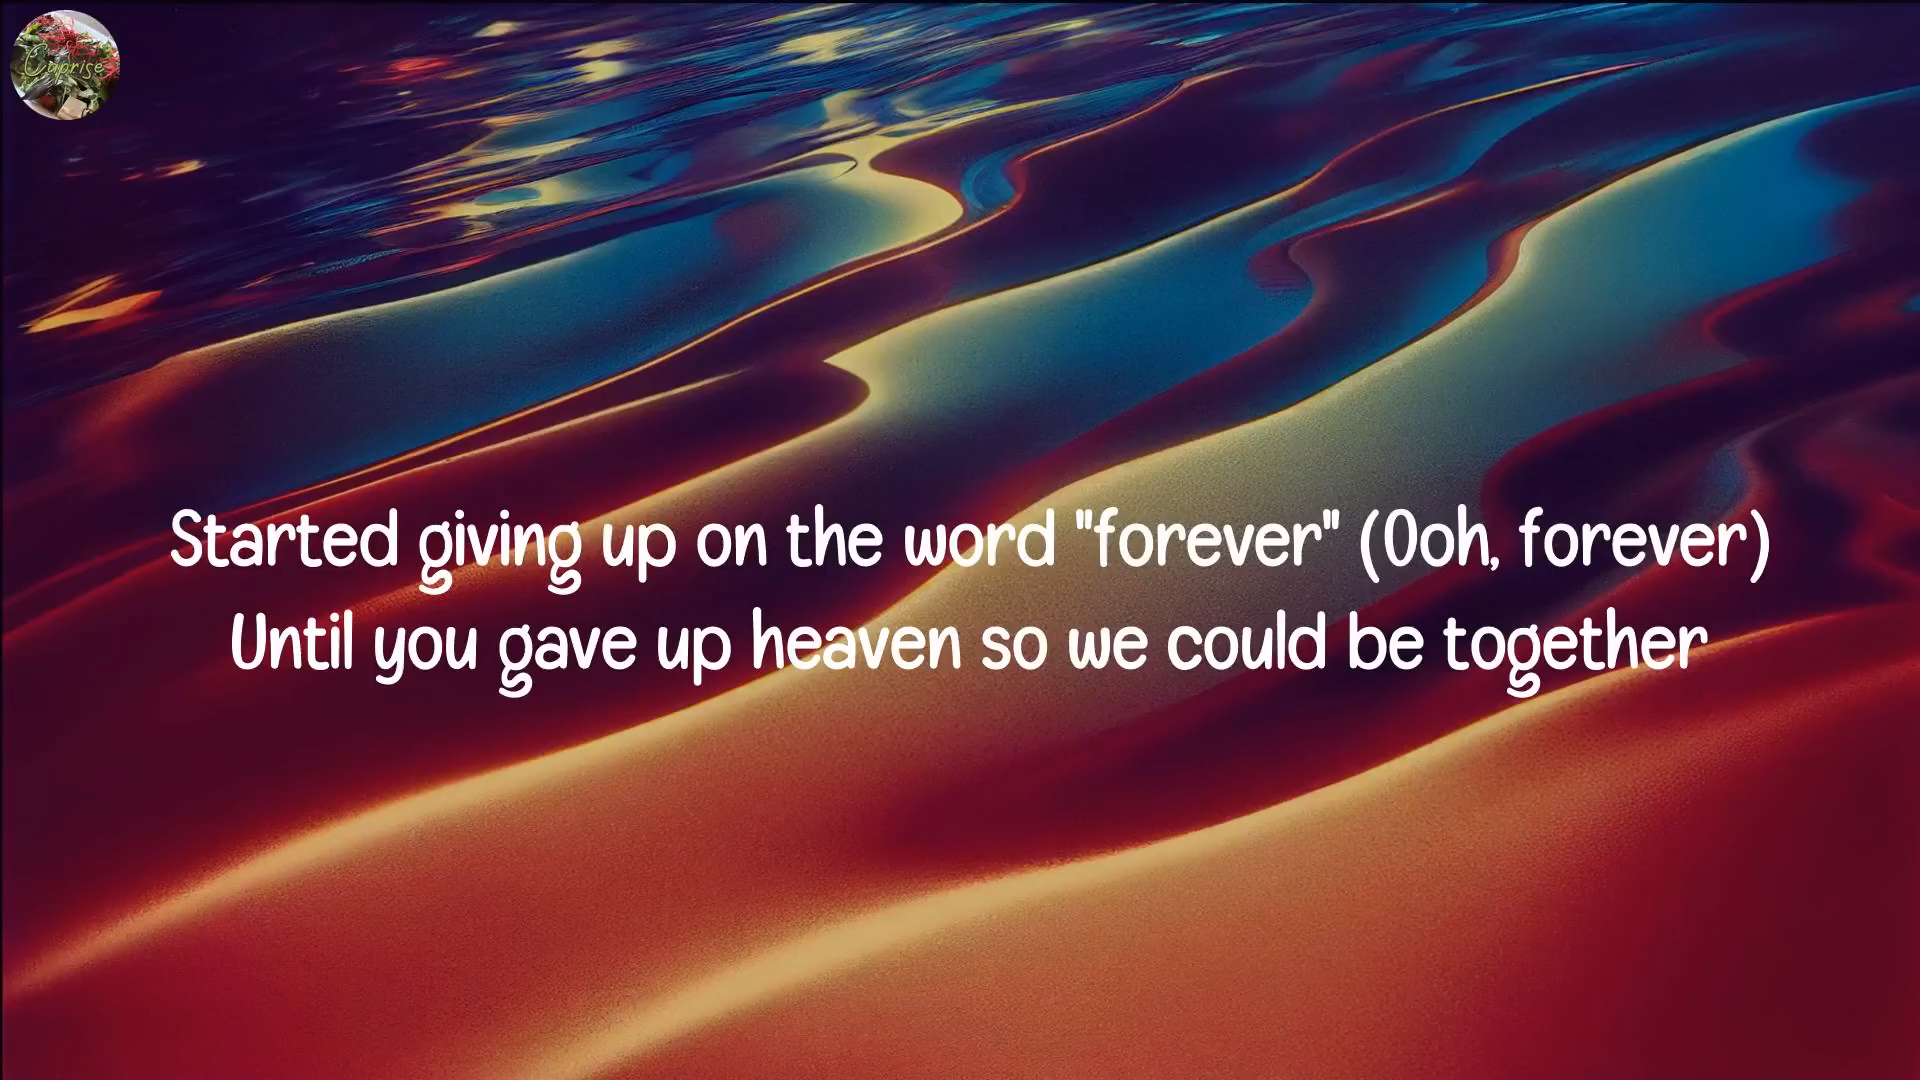 Caprise
Started giving up on the word "forever" (Ooh, forever)
Until you gave up heaven so we could be together